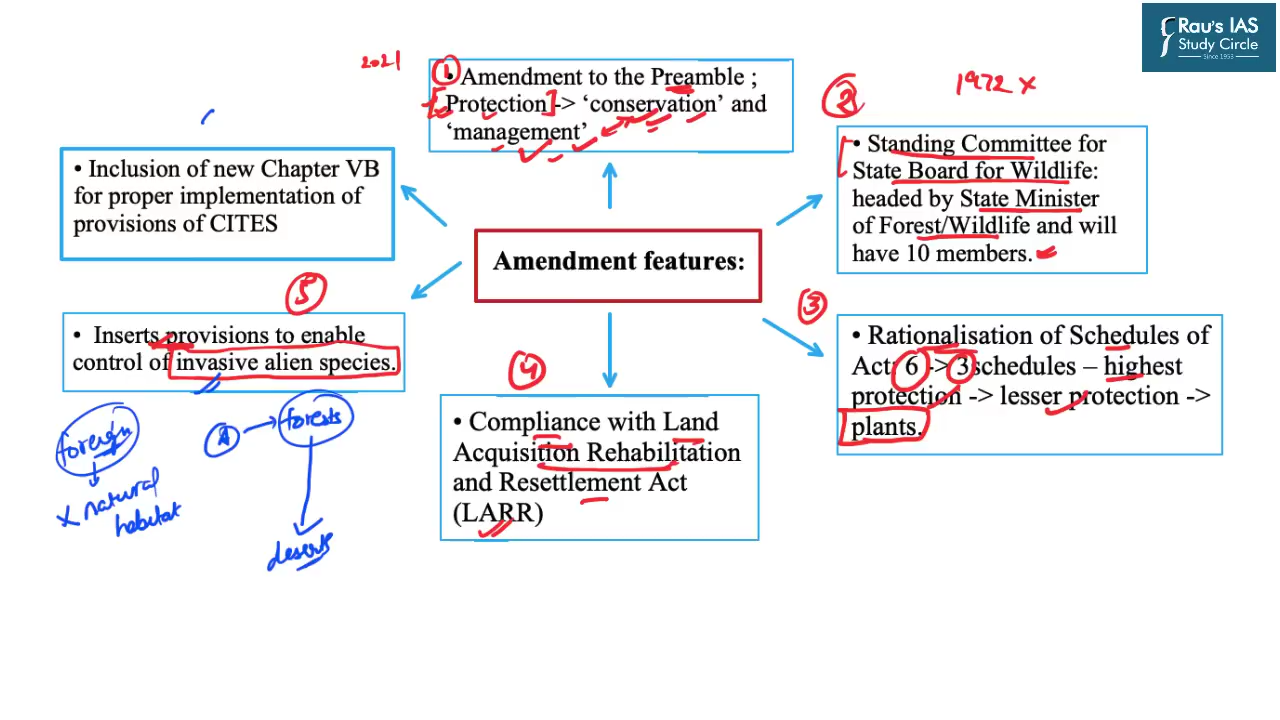 Rau's IAS
Study Circle
Since 1953
2021
1
• Amendment to the Preamble ;
[Protection] -> ‘conservation’ and
‘management’
1972 x
2
• Standing Committee for
State Board for Wildlife:
headed by State Minister
of Forest/Wildlife and will
have 10 members.
• Inclusion of new Chapter VB
for proper implementation of
provisions of CITES
Amendment features:
5
• Inserts provisions to enable
control of invasive alien species.
3
• Rationalisation of Schedules of
Act: 6 -> 3 schedules – highest
protection -> lesser protection ->
plants.
4
• Compliance with Land
Acquisition Rehabilitation
and Resettlement Act
(LARR)
foreign
x natural
habitat
A
forests
deserts